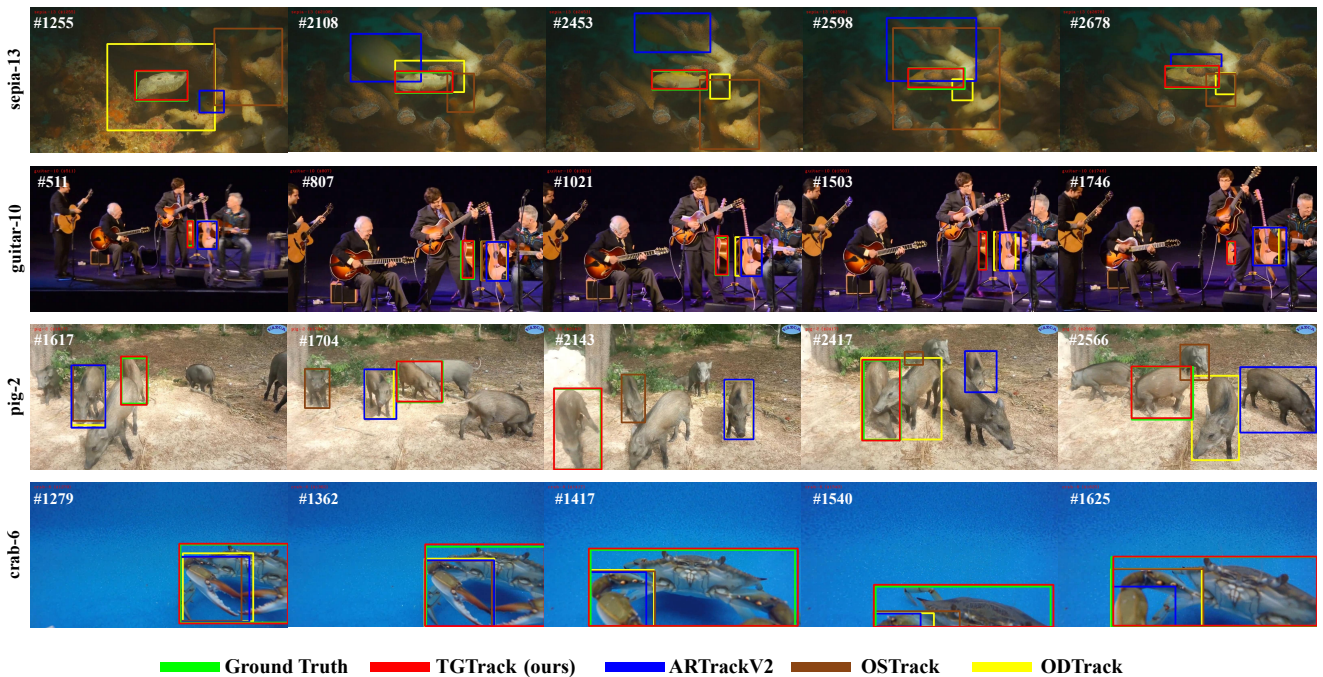 sepia-13
#1255
#2108
#2453
#2598
#2678
guitar-10
#511
#807
#1021
#1503
#1746
pig-2
#1617
#1704
#2143
#2417
#2566
crab-6
#1279
#1362
#1417
#1540
#1625
Ground Truth
TGTrack (ours)
ARTrackV2
OSTrack
ODTrack